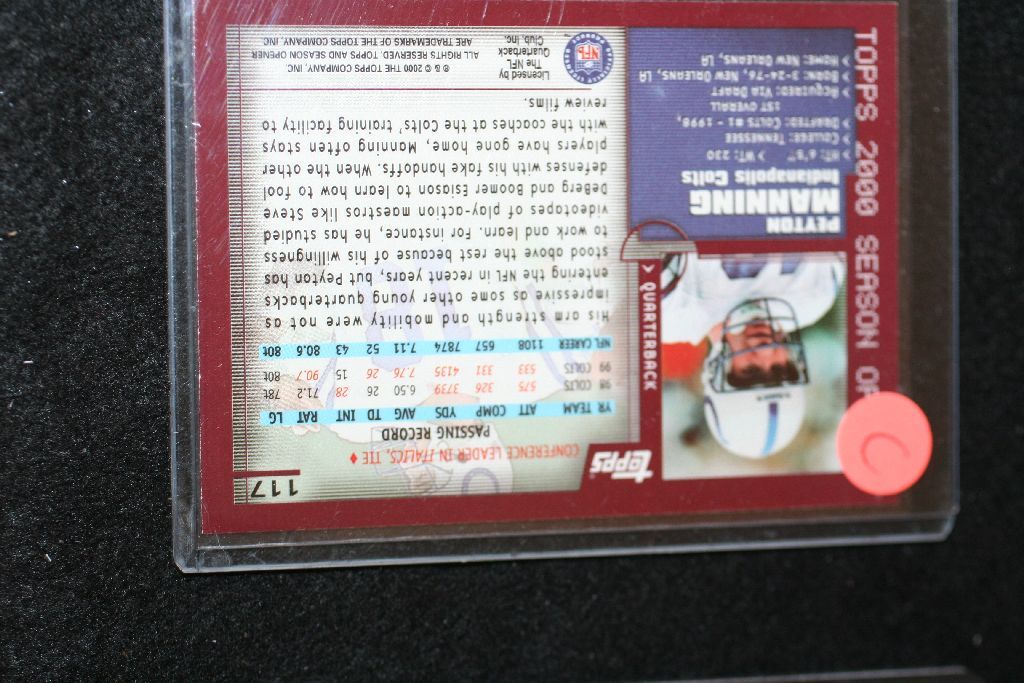 TOPPS 2000 SEASON OP
117
topps
CONFERENCE LEADER IN ITALICS, TIE ♦
PASSING RECORD
YR TEAM ATT COMP YDS AVG TD INT RAT LG
98 COLTS 575 326 3739 6.50 26 28 71.2 78t
99 COLTS 533 331 4135 7.76 26 15 90.7 80t
NFL CAREER 1108 657 7874 7.11 52 43 80.6 80t
His arm strength and mobility were not as
impressive as some other young quarterbacks
entering the NFL in recent years, but Peyton has
stood above the rest because of his willingness
to work and learn. For instance, he has studied
videotapes of play-action maestros like Steve
DeBerg and Boomer Esiason to learn how to fool
defenses with his fake handoffs. When the other
players have gone home, Manning often stays
with the coaches at the Colts' training facility to
review films.
> QUARTERBACK
PEYTON
MANNING
Indianapolis Colts
> HT: 6'5" > WT: 230
> COLLEGE: TENNESSEE
> DRAFTED: COLTS #1 - 1998,
1ST OVERALL
> ACQUIRED: VIA DRAFT
> BORN: 3-24-76, NEW ORLEANS, LA
> HOME: NEW ORLEANS, LA
NFL
Licensed by
The NFL
Quarterback
Club, Inc.
® & © 2000 THE TOPPS COMPANY, INC.
ALL RIGHTS RESERVED. TOPPS AND SEASON OPENER
ARE TRADEMARKS OF THE TOPPS COMPANY, INC.